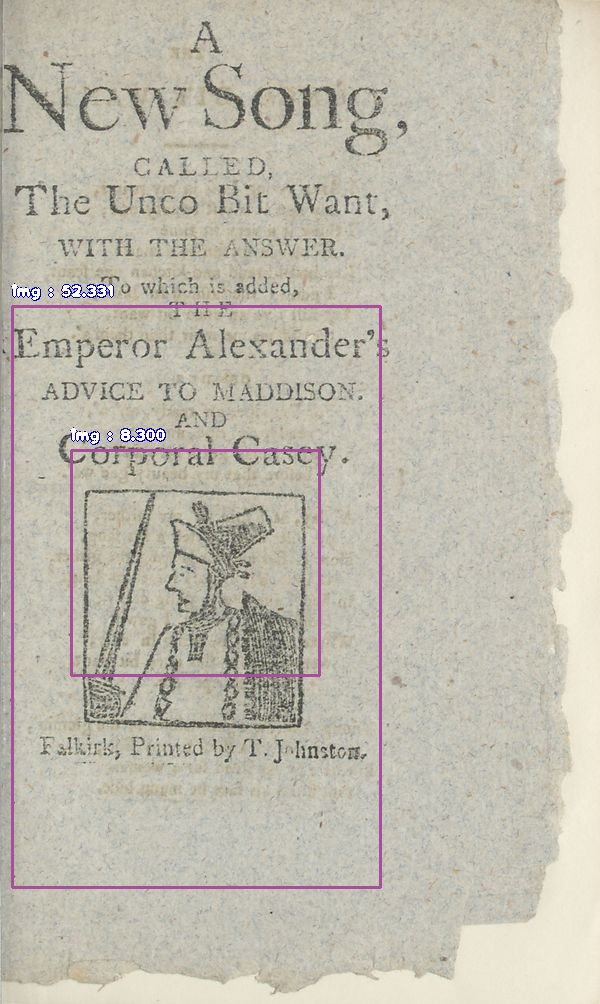 A
New Song,
CALLED,
The Unco Bit Want,
WITH THE ANSWER.
To which is added,
THE
Emperor Alexander's
ADVICE TO MADDISON.
AND
Corporal Casey.
Falkirk, Printed by T. Johnston.
Img : 52.331
Img : 8.300